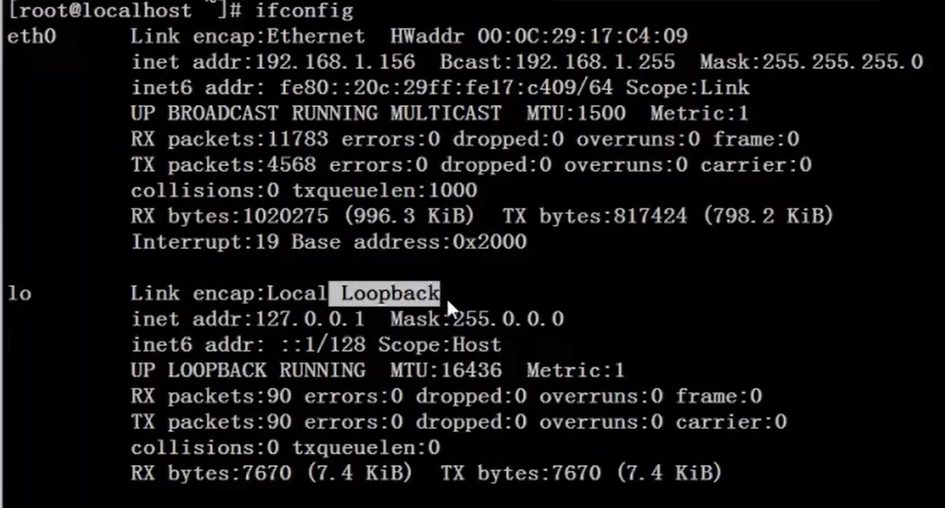 [root@localhost ~]# ifconfig
eth0 Link encap:Ethernet HWaddr 00:0C:29:17:C4:09
inet addr:192.168.1.156 Bcast:192.168.1.255 Mask:255.255.255.0
inet6 addr: fe80::20c:29ff:fe17:c409/64 Scope:Link
UP BROADCAST RUNNING MULTICAST MTU:1500 Metric:1
RX packets:11783 errors:0 dropped:0 overruns:0 frame:0
TX packets:4568 errors:0 dropped:0 overruns:0 carrier:0
collisions:0 txqueuelen:1000
RX bytes:1020275 (996.3 KiB) TX bytes:817424 (798.2 KiB)
Interrupt:19 Base address:0x2000
lo Link encap:Local Loopback
inet addr:127.0.0.1 Mask:255.0.0.0
inet6 addr: ::1/128 Scope:Host
UP LOOPBACK RUNNING MTU:16436 Metric:1
RX packets:90 errors:0 dropped:0 overruns:0 frame:0
TX packets:90 errors:0 dropped:0 overruns:0 carrier:0
collisions:0 txqueuelen:0
RX bytes:7670 (7.4 KiB) TX bytes:7670 (7.4 KiB)